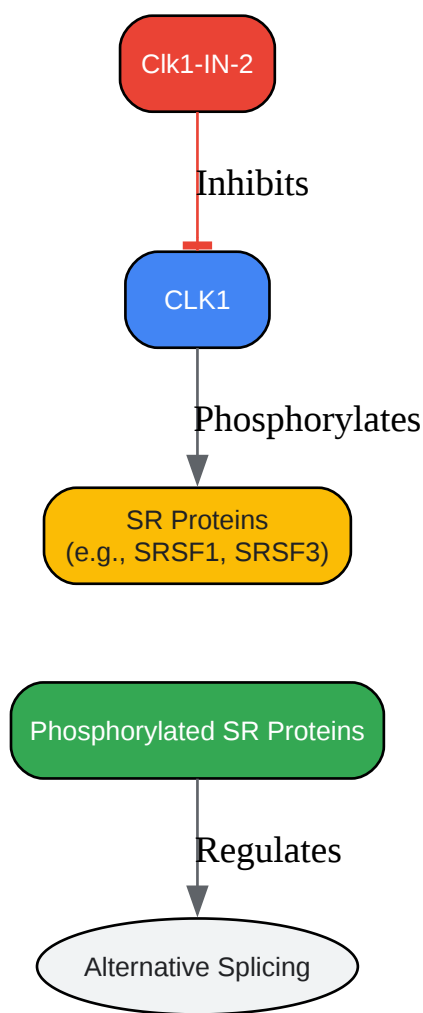 Clk1-IN-2
Inhibits
CLK1
Phosphorylates
SR Proteins
(e.g., SRSF1, SRSF3)
Phosphorylated SR Proteins
Regulates
Alternative Splicing